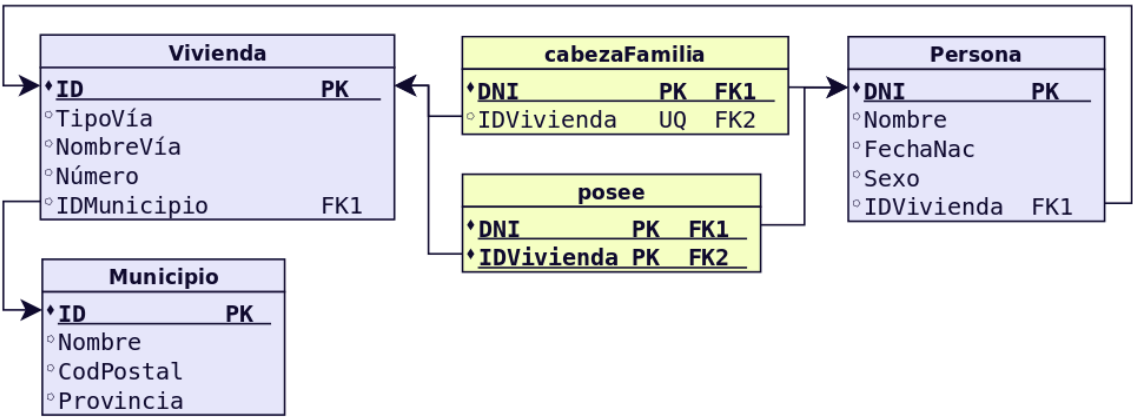 Vivienda
ID PK
TipoVía
NombreVía
Número
IDMunicipio FK1
cabezaFamilia
DNI PK FK1
IDVivienda UQ FK2
Persona
DNI PK
Nombre
FechaNac
Sexo
IDVivienda FK1
posee
DNI PK FK1
IDVivienda PK FK2
Municipio
ID PK
Nombre
CodPostal
Provincia